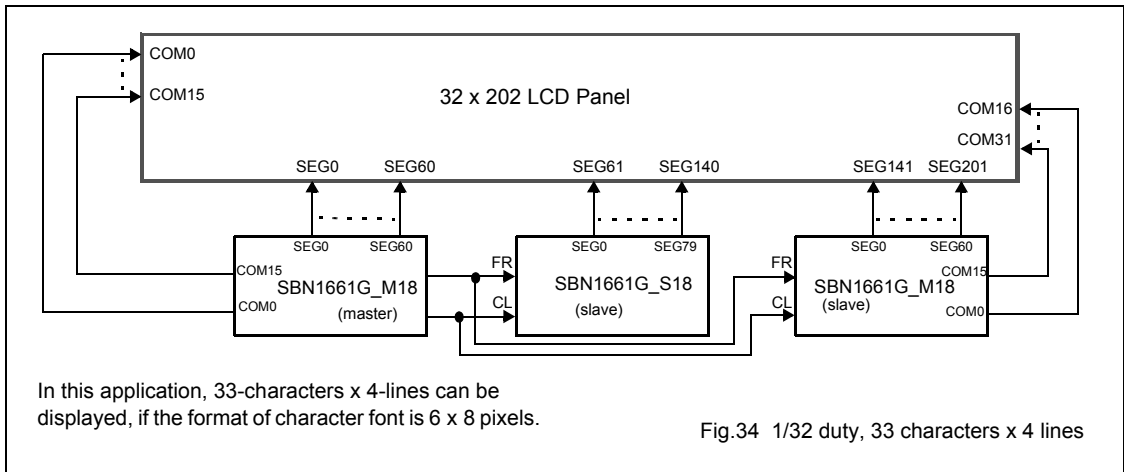 COM0
COM15
32 x 202 LCD Panel
COM16
COM31
SEG0 SEG60 SEG61 SEG140 SEG141 SEG201
SEG0 SEG60 SEG0 SEG79 SEG0 SEG60
COM15
SBN1661G_M18
COM0
(master)
FR
CL
SBN1661G_S18
(slave)
FR
CL
COM15
SBN1661G_M18
(slave)
COM0
In this application, 33-characters x 4-lines can be
displayed, if the format of character font is 6 x 8 pixels.
Fig.34 1/32 duty, 33 characters x 4 lines